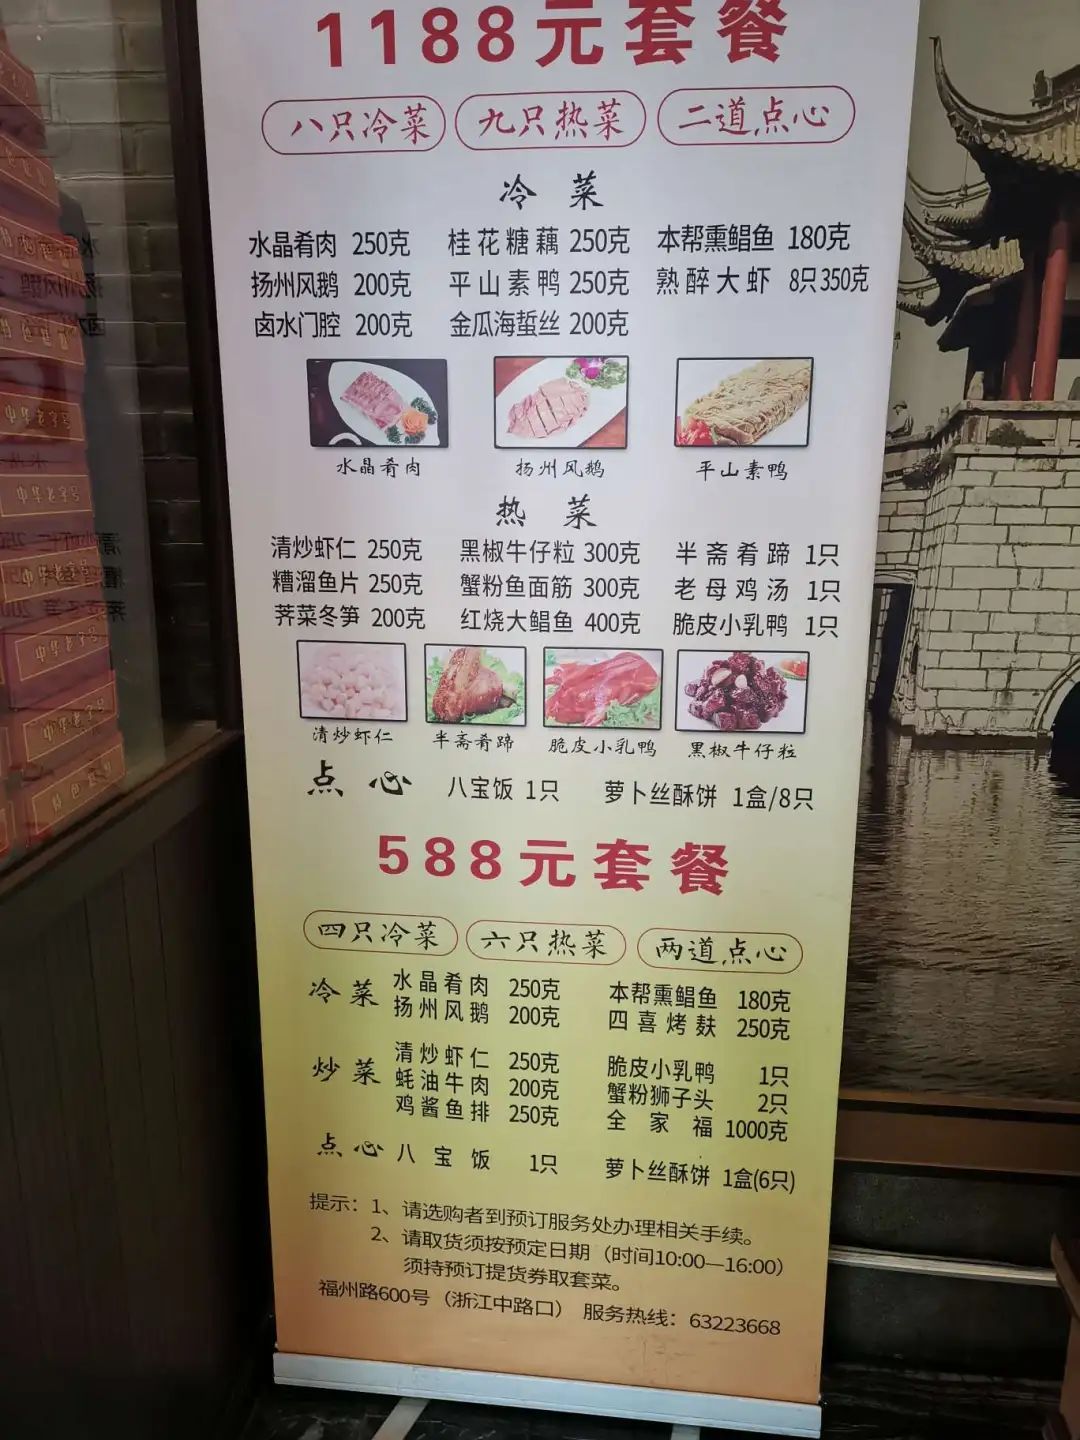 1188元套餐
八只冷菜 九只热菜 二道点心
冷菜
水晶肴肉 250克 桂花糖藕 250克 本帮熏鲳鱼 180克
扬州风鹅 200克 平山素鸭 250克 熟醉大虾 8只350克
卤水门腔 200克 金瓜海蜇丝 200克
水晶肴肉 扬州风鹅 平山素鸭
热菜
清炒虾仁 250克 黑椒牛仔粒 300克 半斋肴蹄 1只
糟溜鱼片 250克 蟹粉鱼面筋 300克 老母鸡汤 1只
荠菜冬笋 200克 红烧大鲳鱼 400克 脆皮小乳鸭 1只
清炒虾仁 半斋肴蹄 脆皮小乳鸭 黑椒牛仔粒
点心 八宝饭 1只 萝卜丝酥饼 1盒/8只
588元套餐
四只冷菜 六只热菜 两道点心
冷菜 水晶肴肉 250克 本帮熏鲳鱼 180克
扬州风鹅 200克 四喜烤麸 250克
炒菜 清炒虾仁 250克 脆皮小乳鸭 1只
蚝油牛肉 200克 蟹粉狮子头 2只
鸡酱鱼排 250克 全家福 1000克
点心 八宝饭 1只 萝卜丝酥饼 1盒(6只)
提示：1、请选购者到预订服务处办理相关手续。
2、请取货须按预定日期（时间10:00—16:00）
须持预订提货券取套菜。
福州路600号（浙江中路口） 服务热线：63223668